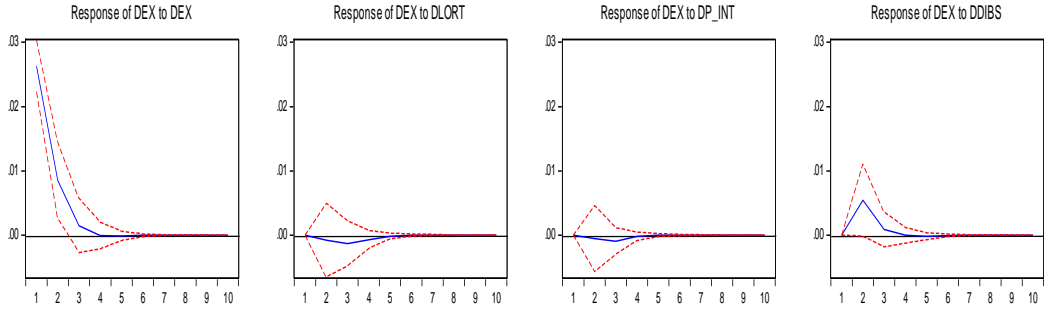 Response of DEX to DEX
.03
.02
.01
.00
1 2 3 4 5 6 7 8 9 10
Response of DEX to DLORT
.03
.02
.01
.00
1 2 3 4 5 6 7 8 9 10
Response of DEX to DP_INT
.03
.02
.01
.00
1 2 3 4 5 6 7 8 9 10
Response of DEX to DDIBS
.03
.02
.01
.00
1 2 3 4 5 6 7 8 9 10